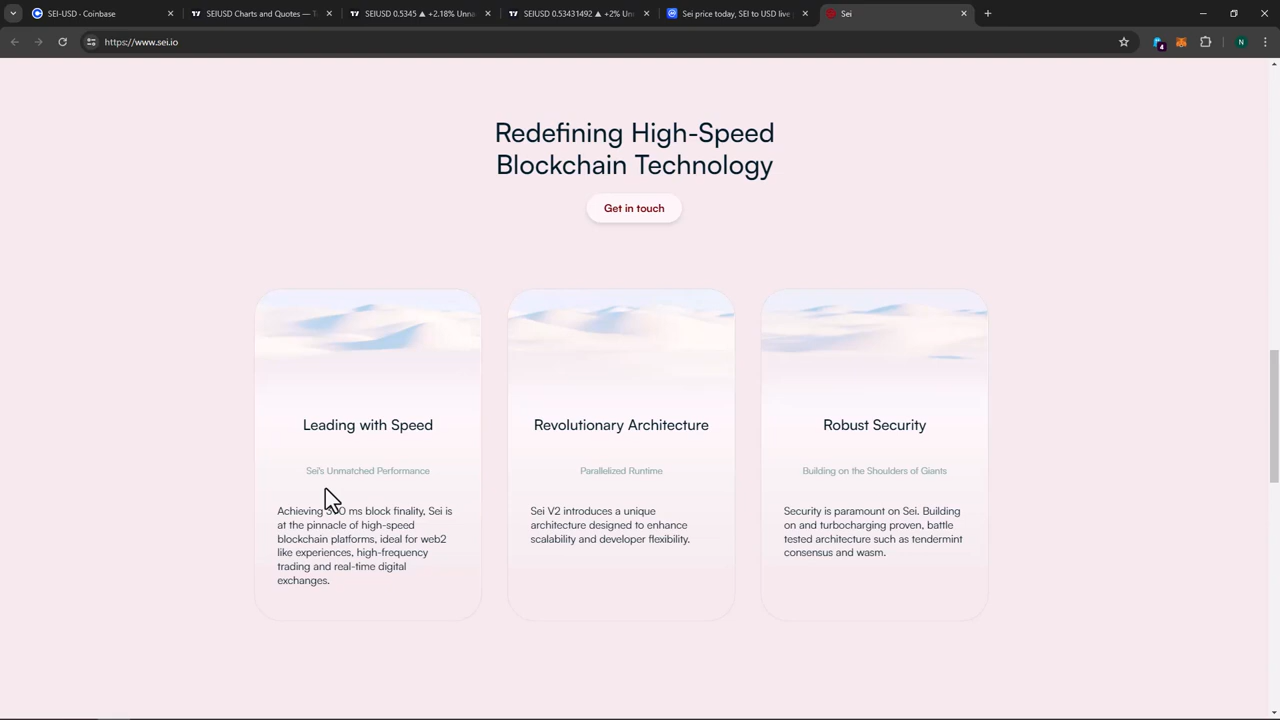 SEI-USD - Coinbase
SEIUSD Charts and Quotes — T
SEIUSD 0.5345 ▲ +2.18% Unn
SEIUSD 0.53431492 ▲ +2% Un
Sei price today, SEI to USD live
Sei
https://www.sei.io
4
N
Redefining High-Speed
Blockchain Technology
Get in touch
Leading with Speed
Sei's Unmatched Performance
Achieving ms block finality, Sei is
at the pinnacle of high-speed
blockchain platforms, ideal for web2
like experiences, high-frequency
trading and real-time digital
exchanges.
Revolutionary Architecture
Parallelized Runtime
Sei V2 introduces a unique
architecture designed to enhance
scalability and developer flexibility.
Robust Security
Building on the Shoulders of Giants
Security is paramount on Sei. Building
on and turbocharging proven, battle
tested architecture such as tendermint
consensus and wasm.